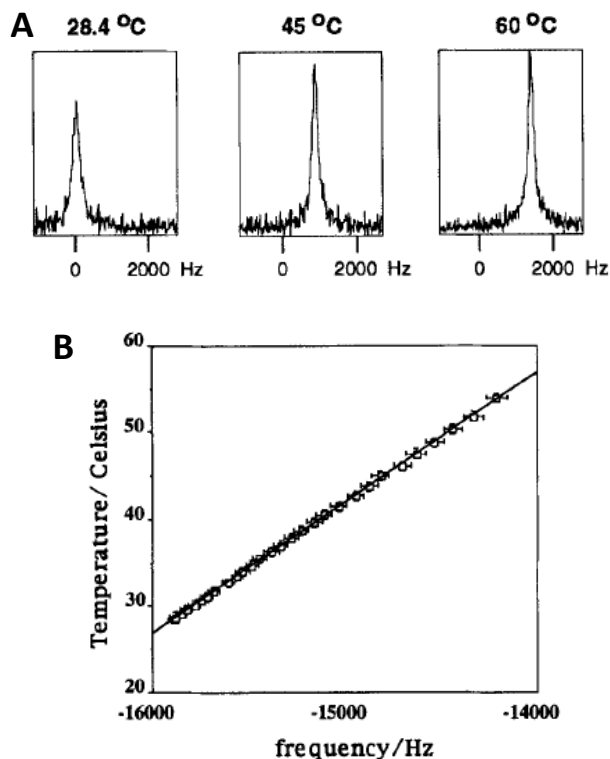 A
28.4 °C
45 °C
60 °C
0
2000 Hz
0
2000 Hz
0
2000 Hz
B
60
50
40
30
20
Temperature/ Celsius
-16000
-15000
-14000
frequency/Hz